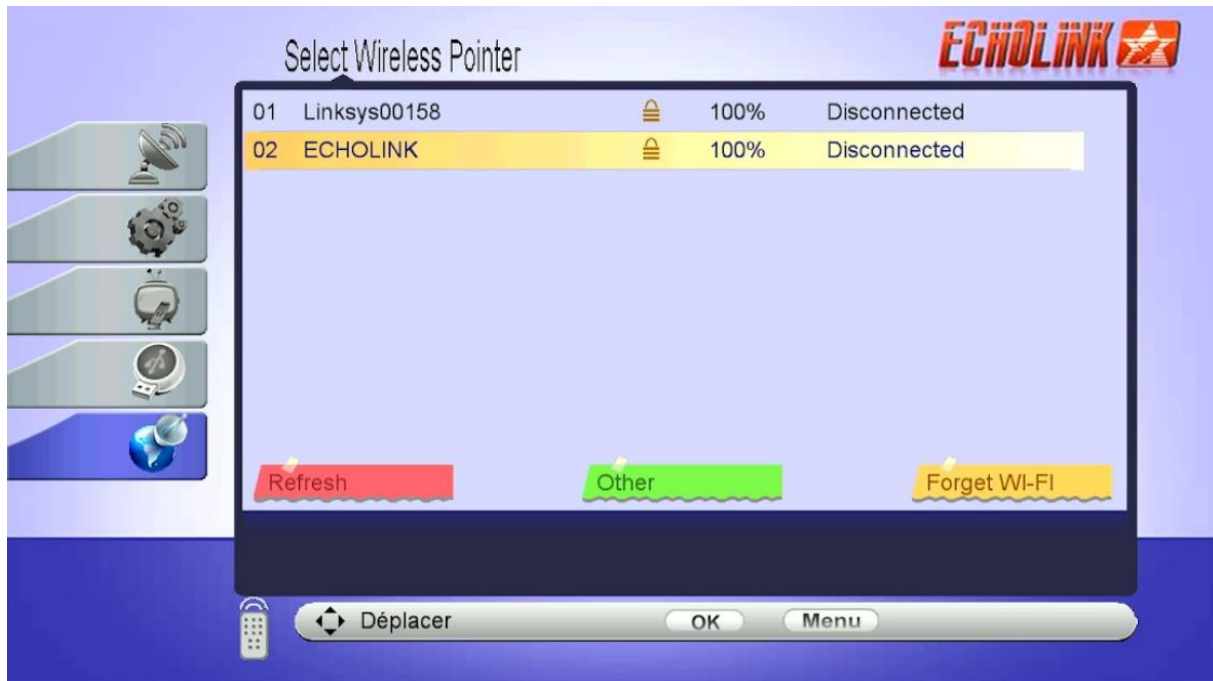 Select Wireless Pointer
ECHOLINK
01 Linksys00158 100% Disconnected
02 ECHOLINK 100% Disconnected
Refresh Other Forget WI-FI
Déplacer OK Menu